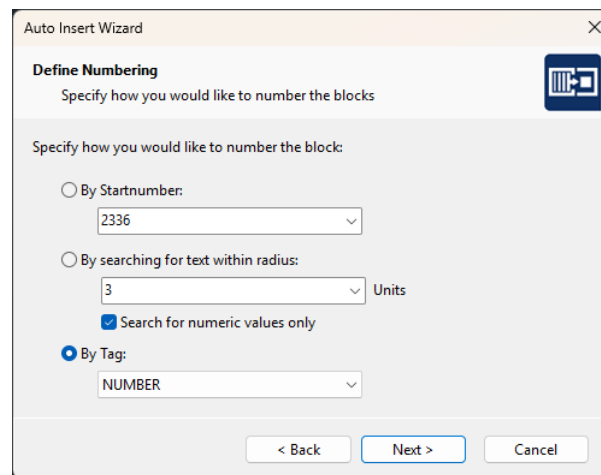 Auto Insert Wizard
Define Numbering
Specify how you would like to number the blocks
Specify how you would like to number the block:
By Startnumber:
2336
By searching for text within radius:
3 Units
Search for numeric values only
By Tag:
NUMBER
< Back Next > Cancel